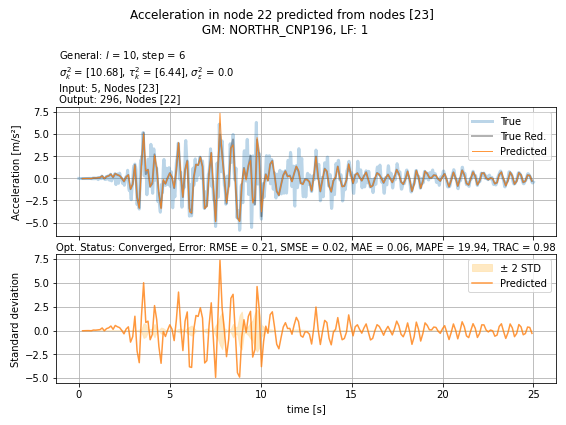 Acceleration in node 22 predicted from nodes [23]
GM: NORTHR_CNP196, LF: 1
General: l = 10, step = 6
σ²ₖ = [10.68], τ²ₖ = [6.44], σ²ε = 0.0
Input: 5, Nodes [23]
Output: 296, Nodes [22]
Acceleration [m/s²]
7.5
5.0
2.5
0.0
−2.5
−5.0
True
True Red.
Predicted
Opt. Status: Converged, Error: RMSE = 0.21, SMSE = 0.02, MAE = 0.06, MAPE = 19.94, TRAC = 0.98
Standard deviation
7.5
5.0
2.5
0.0
−2.5
−5.0
± 2 STD
Predicted
0 5 10 15 20 25
time [s]